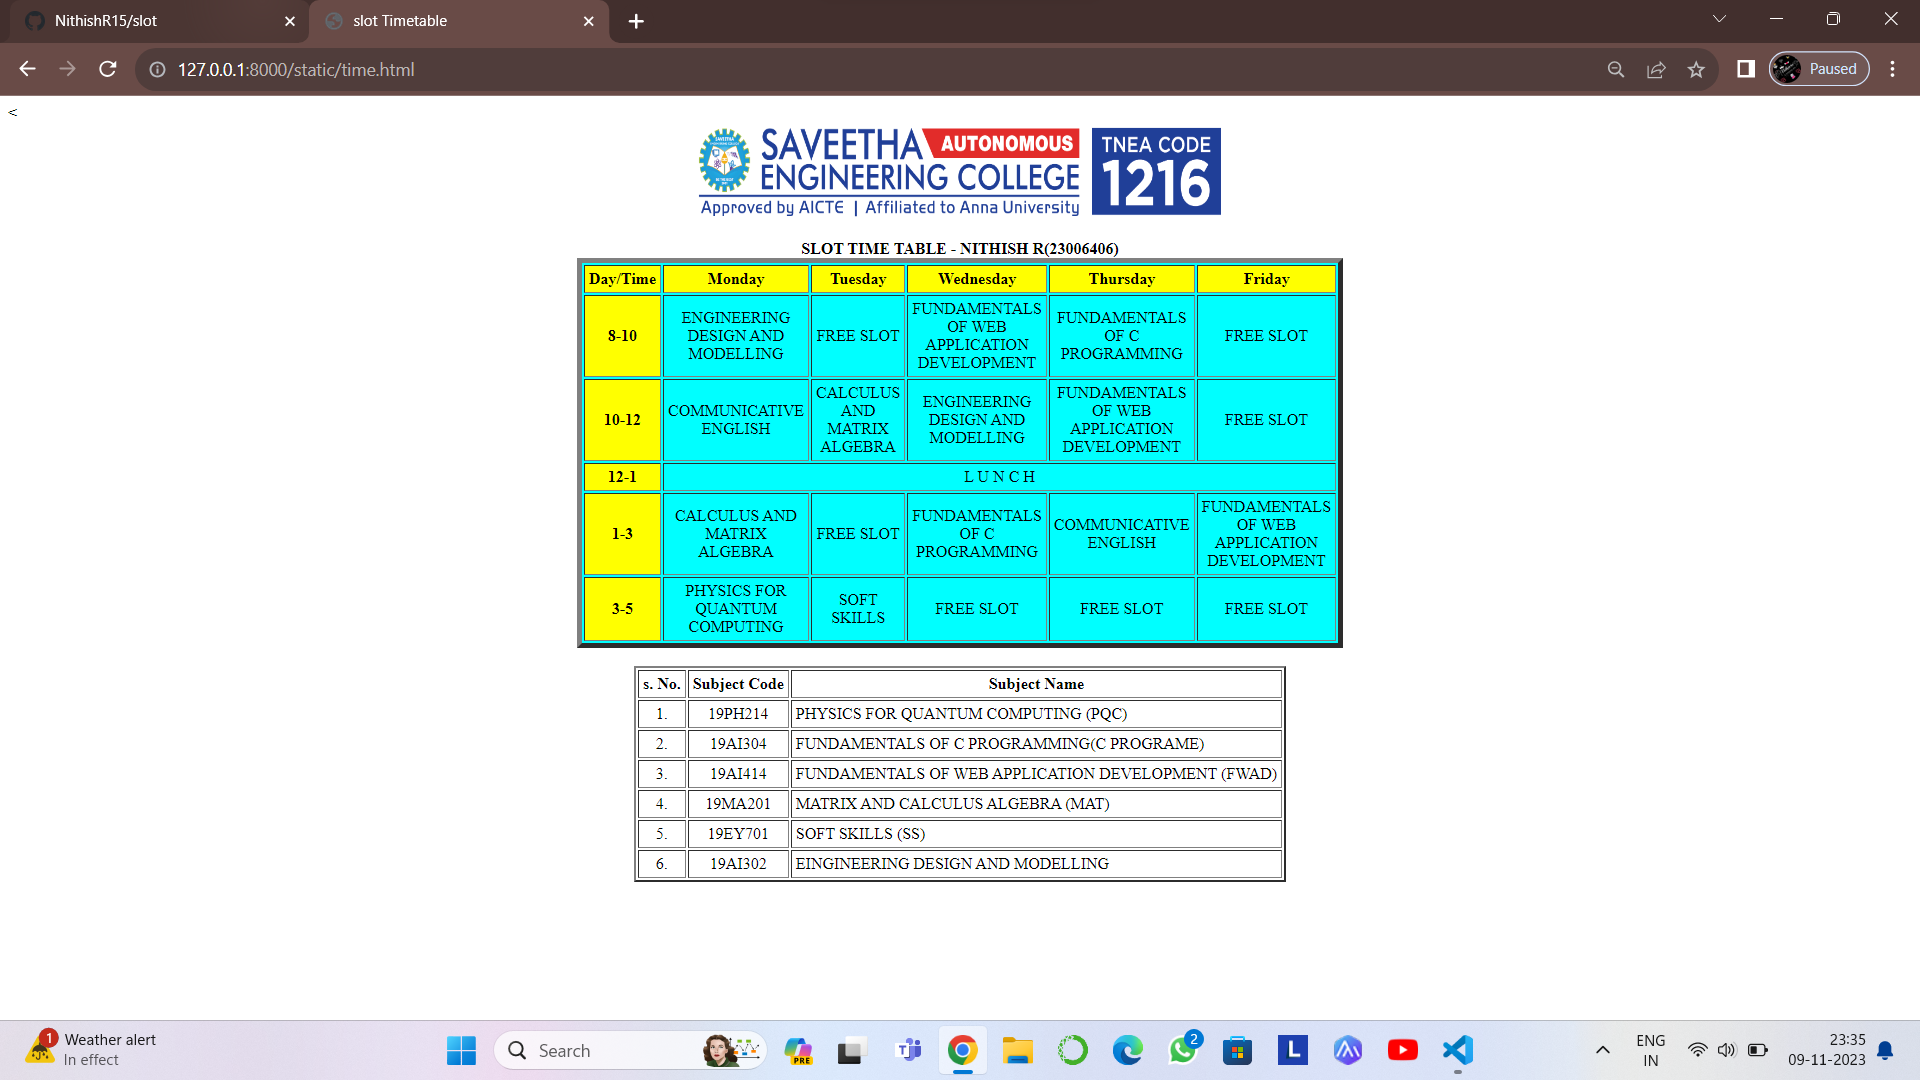 NithishR15/slot
slot Timetable
127.0.0.1:8000/static/time.html
Paused
<
SAVEETHA AUTONOMOUS
ENGINEERING COLLEGE
Approved by AICTE | Affiliated to Anna University
TNEA CODE
1216
SLOT TIME TABLE - NITHISH R(23006406)
Day/Time Monday Tuesday Wednesday Thursday Friday
8-10
ENGINEERING
DESIGN AND
MODELLING
FREE SLOT
FUNDAMENTALS
OF WEB
APPLICATION
DEVELOPMENT
FUNDAMENTALS
OF C
PROGRAMMING
FREE SLOT
10-12
COMMUNICATIVE
ENGLISH
CALCULUS
AND
MATRIX
ALGEBRA
ENGINEERING
DESIGN AND
MODELLING
FUNDAMENTALS
OF WEB
APPLICATION
DEVELOPMENT
FREE SLOT
12-1
L U N C H
1-3
CALCULUS AND
MATRIX
ALGEBRA
FREE SLOT
FUNDAMENTALS
OF C
PROGRAMMING
COMMUNICATIVE
ENGLISH
FUNDAMENTALS
OF WEB
APPLICATION
DEVELOPMENT
3-5
PHYSICS FOR
QUANTUM
COMPUTING
SOFT
SKILLS
FREE SLOT
FREE SLOT
FREE SLOT
s. No. Subject Code Subject Name
1. 19PH214 PHYSICS FOR QUANTUM COMPUTING (PQC)
2. 19AI304 FUNDAMENTALS OF C PROGRAMMING(C PROGRAME)
3. 19AI414 FUNDAMENTALS OF WEB APPLICATION DEVELOPMENT (FWAD)
4. 19MA201 MATRIX AND CALCULUS ALGEBRA (MAT)
5. 19EY701 SOFT SKILLS (SS)
6. 19AI302 EINGINEERING DESIGN AND MODELLING
1
Weather alert
In effect
Search
PRE
2
L
ENG
IN
23:35
09-11-2023